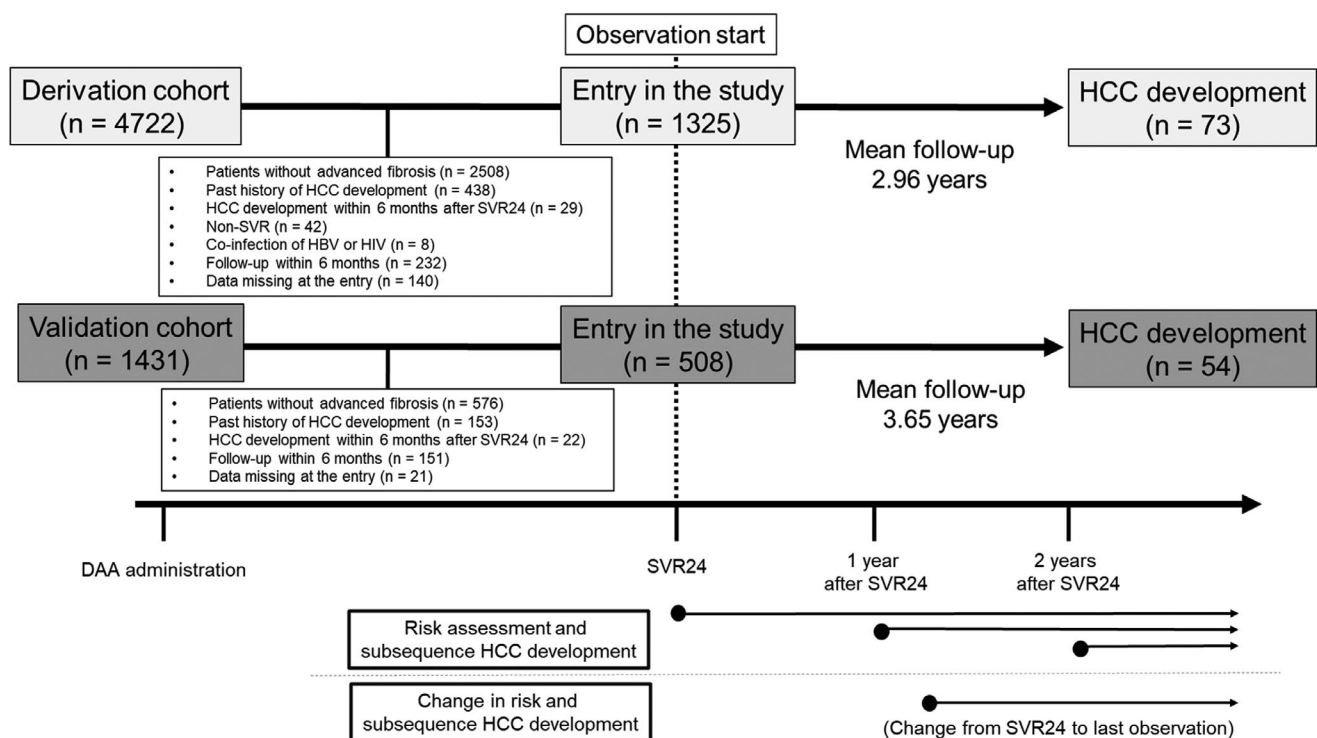 Observation start
Derivation cohort
(n = 4722)
Entry in the study
(n = 1325)
HCC development
(n = 73)
Mean follow-up
2.96 years
• Patients without advanced fibrosis (n = 2508)
• Past history of HCC development (n = 438)
• HCC development within 6 months after SVR24 (n = 29)
• Non-SVR (n = 42)
• Co-infection of HBV or HIV (n = 8)
• Follow-up within 6 months (n = 232)
• Data missing at the entry (n = 140)
Validation cohort
(n = 1431)
Entry in the study
(n = 508)
HCC development
(n = 54)
Mean follow-up
3.65 years
• Patients without advanced fibrosis (n = 576)
• Past history of HCC development (n = 153)
• HCC development within 6 months after SVR24 (n = 22)
• Follow-up within 6 months (n = 151)
• Data missing at the entry (n = 21)
DAA administration
SVR24
1 year
after SVR24
2 years
after SVR24
Risk assessment and
subsequence HCC development
Change in risk and
subsequence HCC development
(Change from SVR24 to last observation)